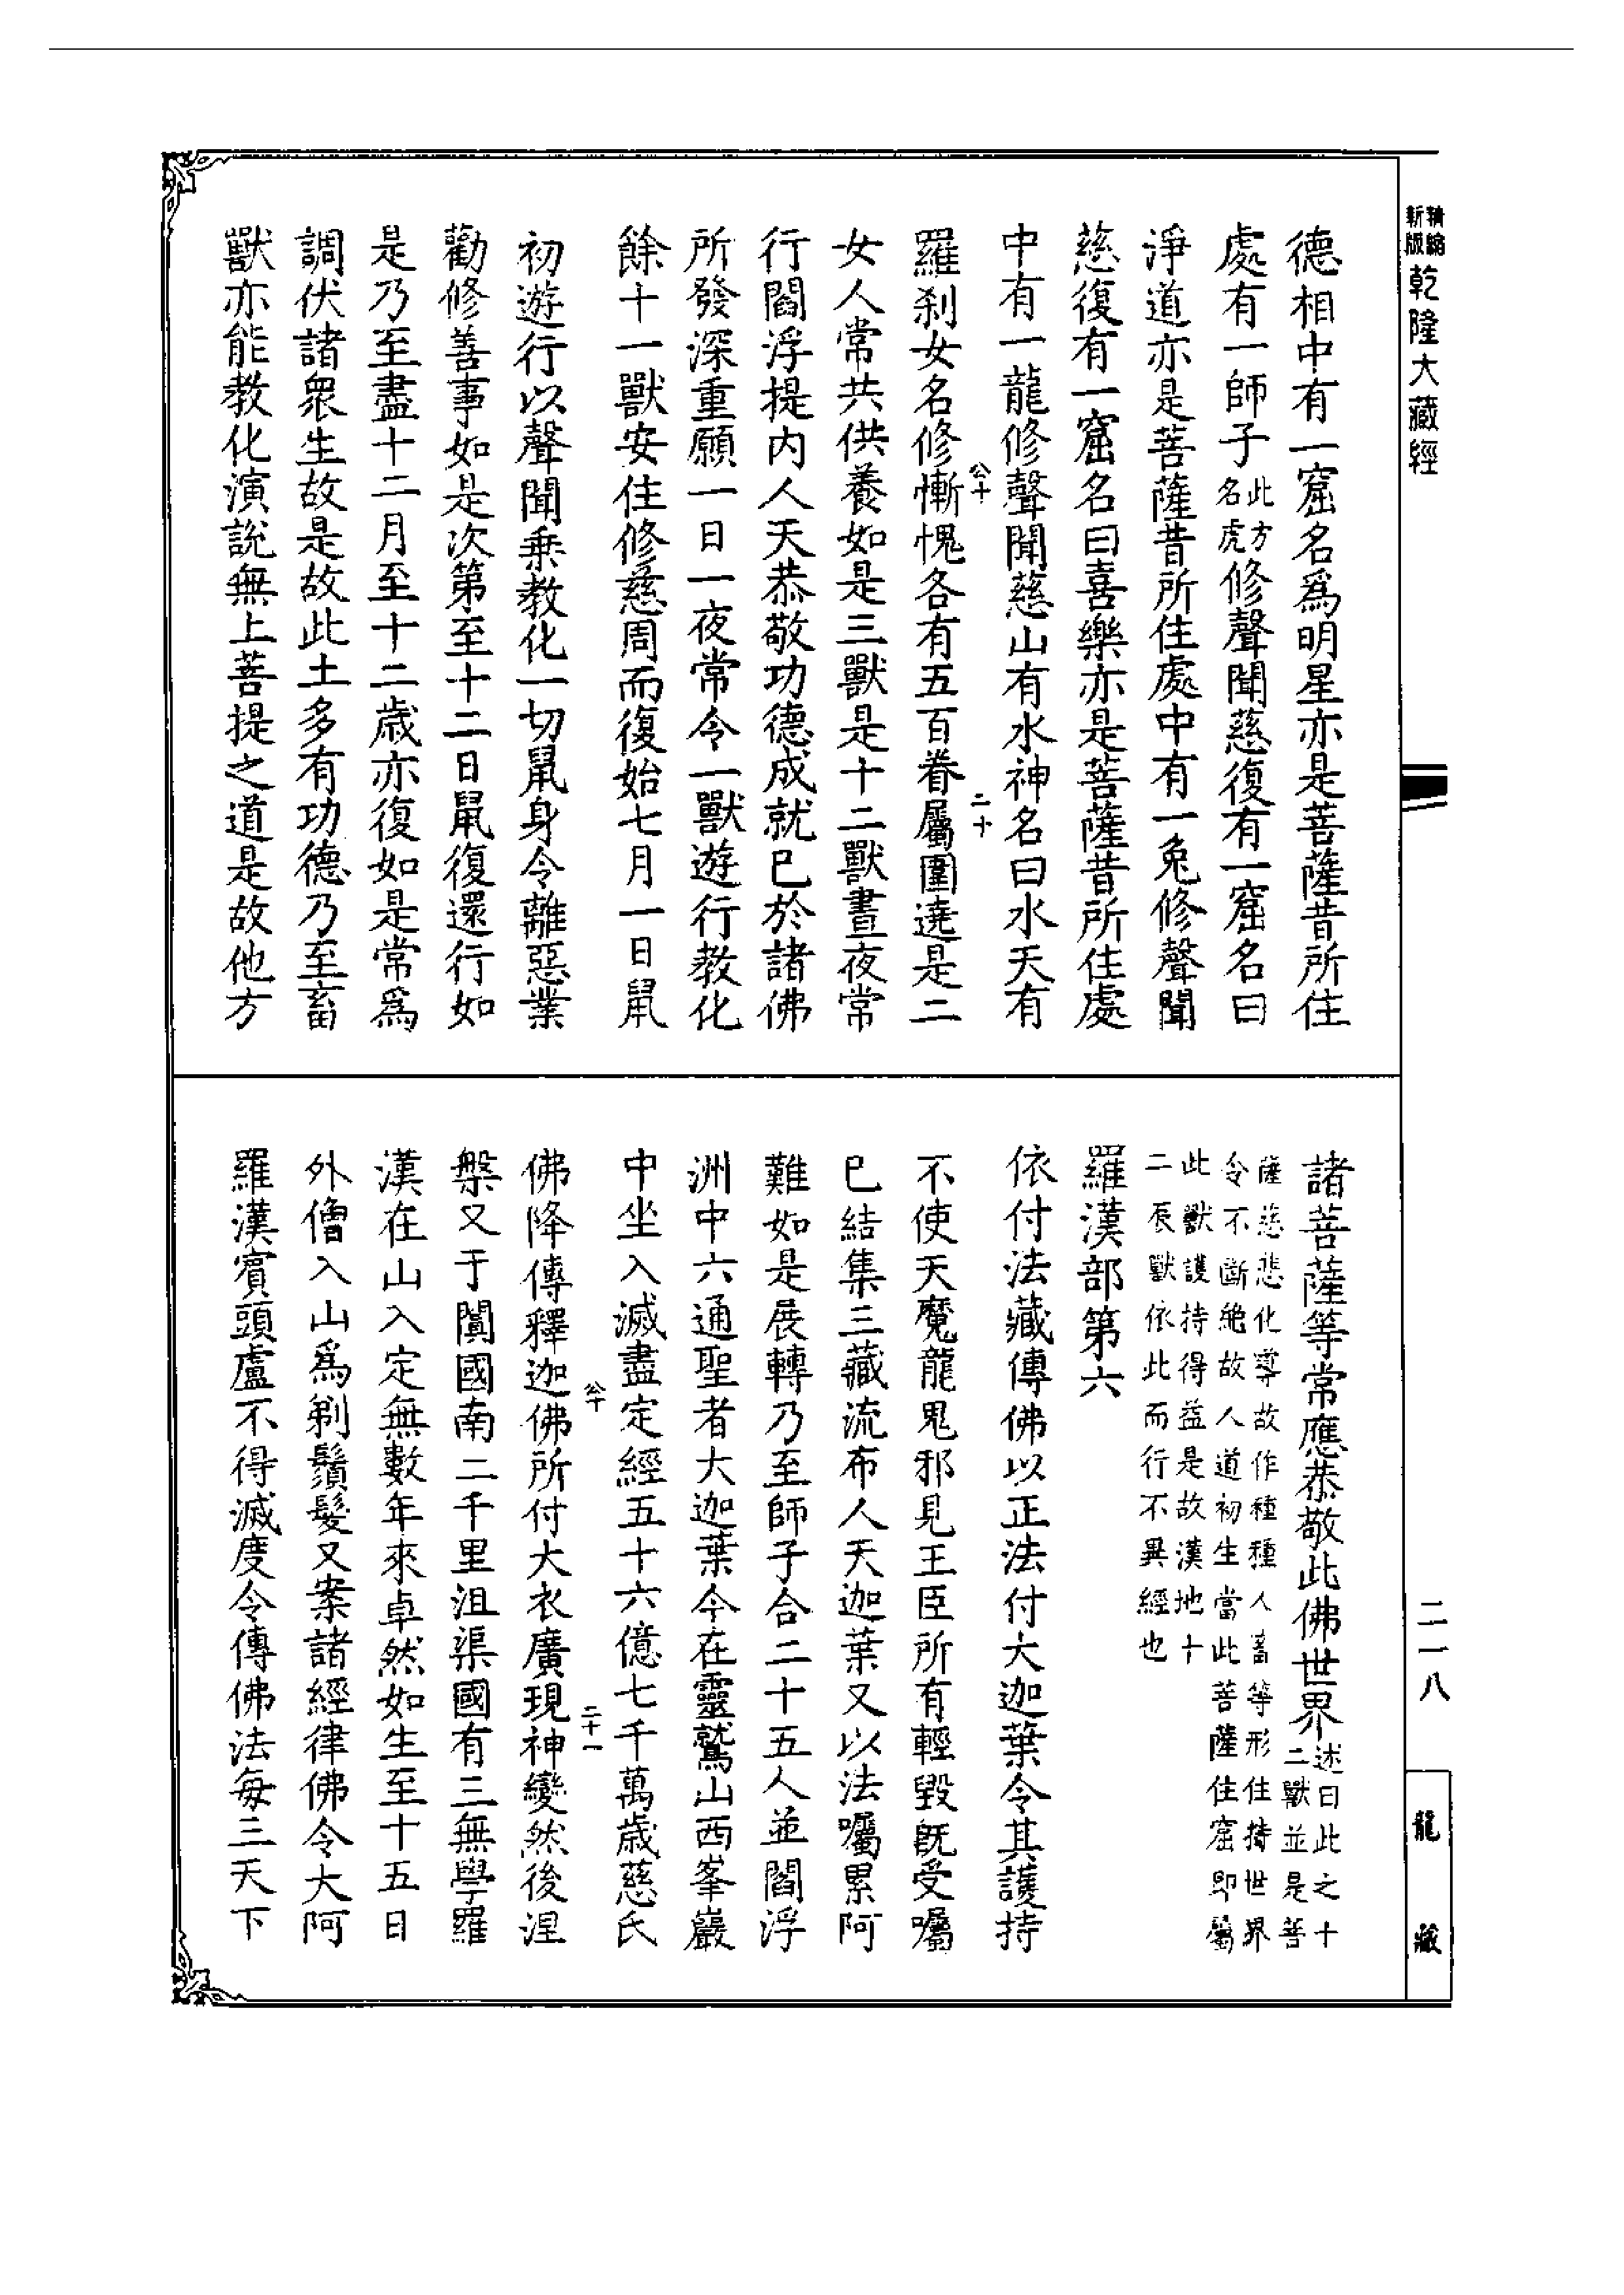 新版精縮
乾隆大藏經
德相中有一窟名爲明星亦是菩薩昔所住
處有一師子此方名虎修聲聞慈復有一窟名曰
淨道亦是菩薩昔所住處中有一兔修聲聞
慈復有一窟名曰喜樂亦是菩薩昔所住處
中有一龍修聲聞慈山有水神名曰水天有
公十
二十
羅刹女名修慚愧各有五百眷屬圍遶是二
女人常共供養如是三獸是十二獸晝夜常
行閻浮提内人天恭敬功德成就已於諸佛
所發深重願一日一夜常令一獸遊行教化
餘十一獸安住修慈周而復始七月一日鼠
初遊行以聲聞乗教化一切鼠身令離惡業
勸修善事如是次第至十二日鼠復還行如
是乃至盡十二月至十二歲亦復如是常爲
調伏諸衆生故是故此土多有功德乃至畜
獸亦能教化演説無上菩提之道是故他方
諸菩薩等常應恭敬此佛世界述曰此之十
二獸並是菩
薩慈悲化導故作種種人畜等形住持世界
令不斷絶故人道初生當此菩薩住窟即屬
此獸護持得益是故漢地十
二辰獸依此而行不異經也
羅漢部第六
依付法藏傳佛以正法付大迦葉令其護持
不使天魔龍鬼邪見王臣所有輕毀既受囑
已結集三藏流布人天迦葉又以法囑累阿
難如是展轉乃至師子合二十五人並閻浮
洲中六通聖者大迦葉今在靈鷲山西峯巖
中坐入滅盡定經五十六億七千萬歲慈氏
公十
二十一
佛降傳釋迦佛所付大衣廣現神變然後涅
槃又于闐國南二千里沮渠國有三無學羅
漢在山入定無數年來卓然如生至十五日
外僧入山爲剃鬚髮又案諸經律佛令大阿
羅漢賓頭盧不得滅度令傳佛法每三天下
二一八
龍藏